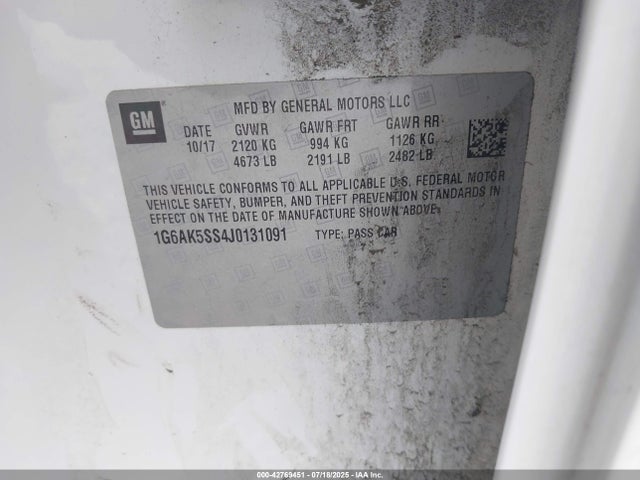 GM
MFD BY GENERAL MOTORS LLC
DATE GVWR GAWR FRT GAWR RR
10/17 2120 KG 994 KG 1126 KG
4673 LB 2191 LB 2482 LB
THIS VEHICLE CONFORMS TO ALL APPLICABLE U.S. FEDERAL MOTOR
VEHICLE SAFETY, BUMPER, AND THEFT PREVENTION STANDARDS IN
EFFECT ON THE DATE OF MANUFACTURE SHOWN ABOVE.
1G6AK5SS4J0131091 TYPE: PASS CAR
000-42769451 07/18/2025 IAA Inc.